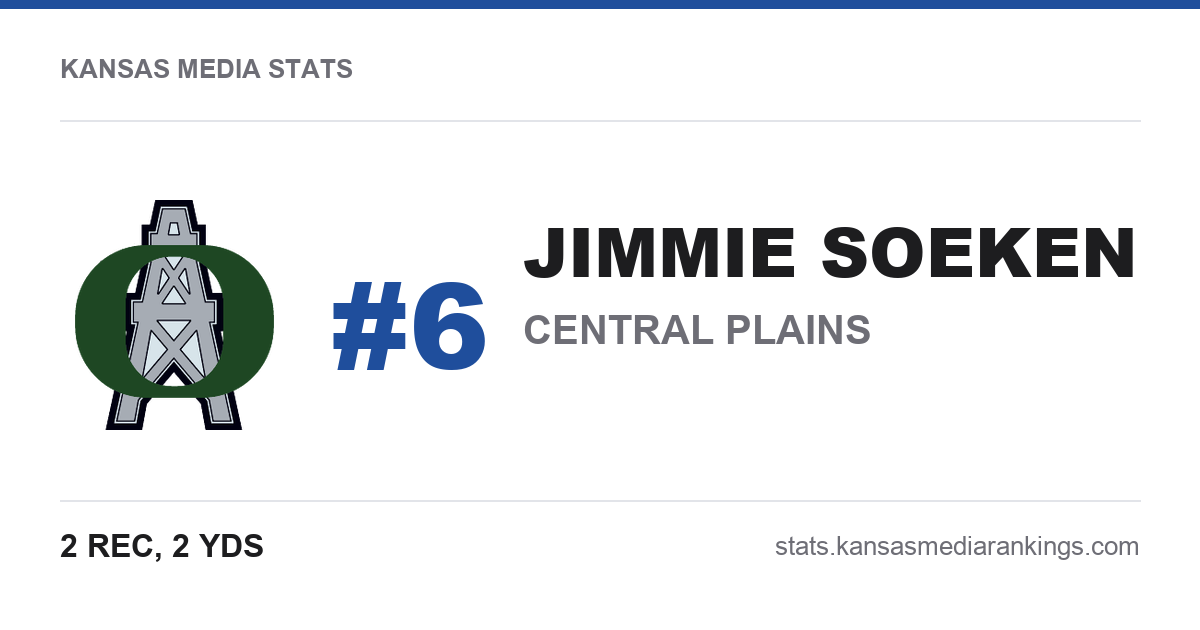 KANSAS MEDIA STATS
#6
JIMMIE SOEKEN
CENTRAL PLAINS
2 REC, 2 YDS
stats.kansasmediarankings.com